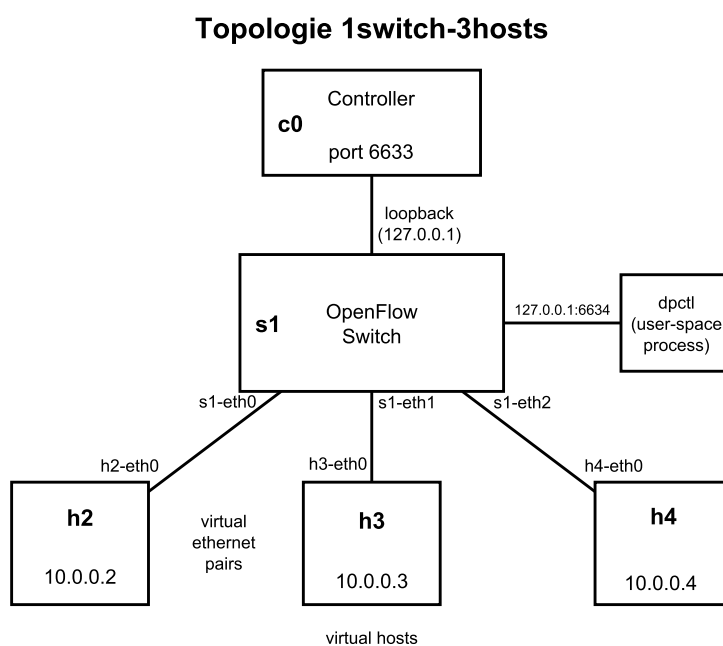 Topologie 1switch-3hosts
Controller
c0
port 6633
loopback
(127.0.0.1)
OpenFlow
Switch
s1
127.0.0.1:6634
dpctl
(user-space
process)
s1-eth0
s1-eth1
s1-eth2
h2-eth0
h3-eth0
h4-eth0
h2
10.0.0.2
virtual
ethernet
pairs
h3
10.0.0.3
h4
10.0.0.4
virtual hosts